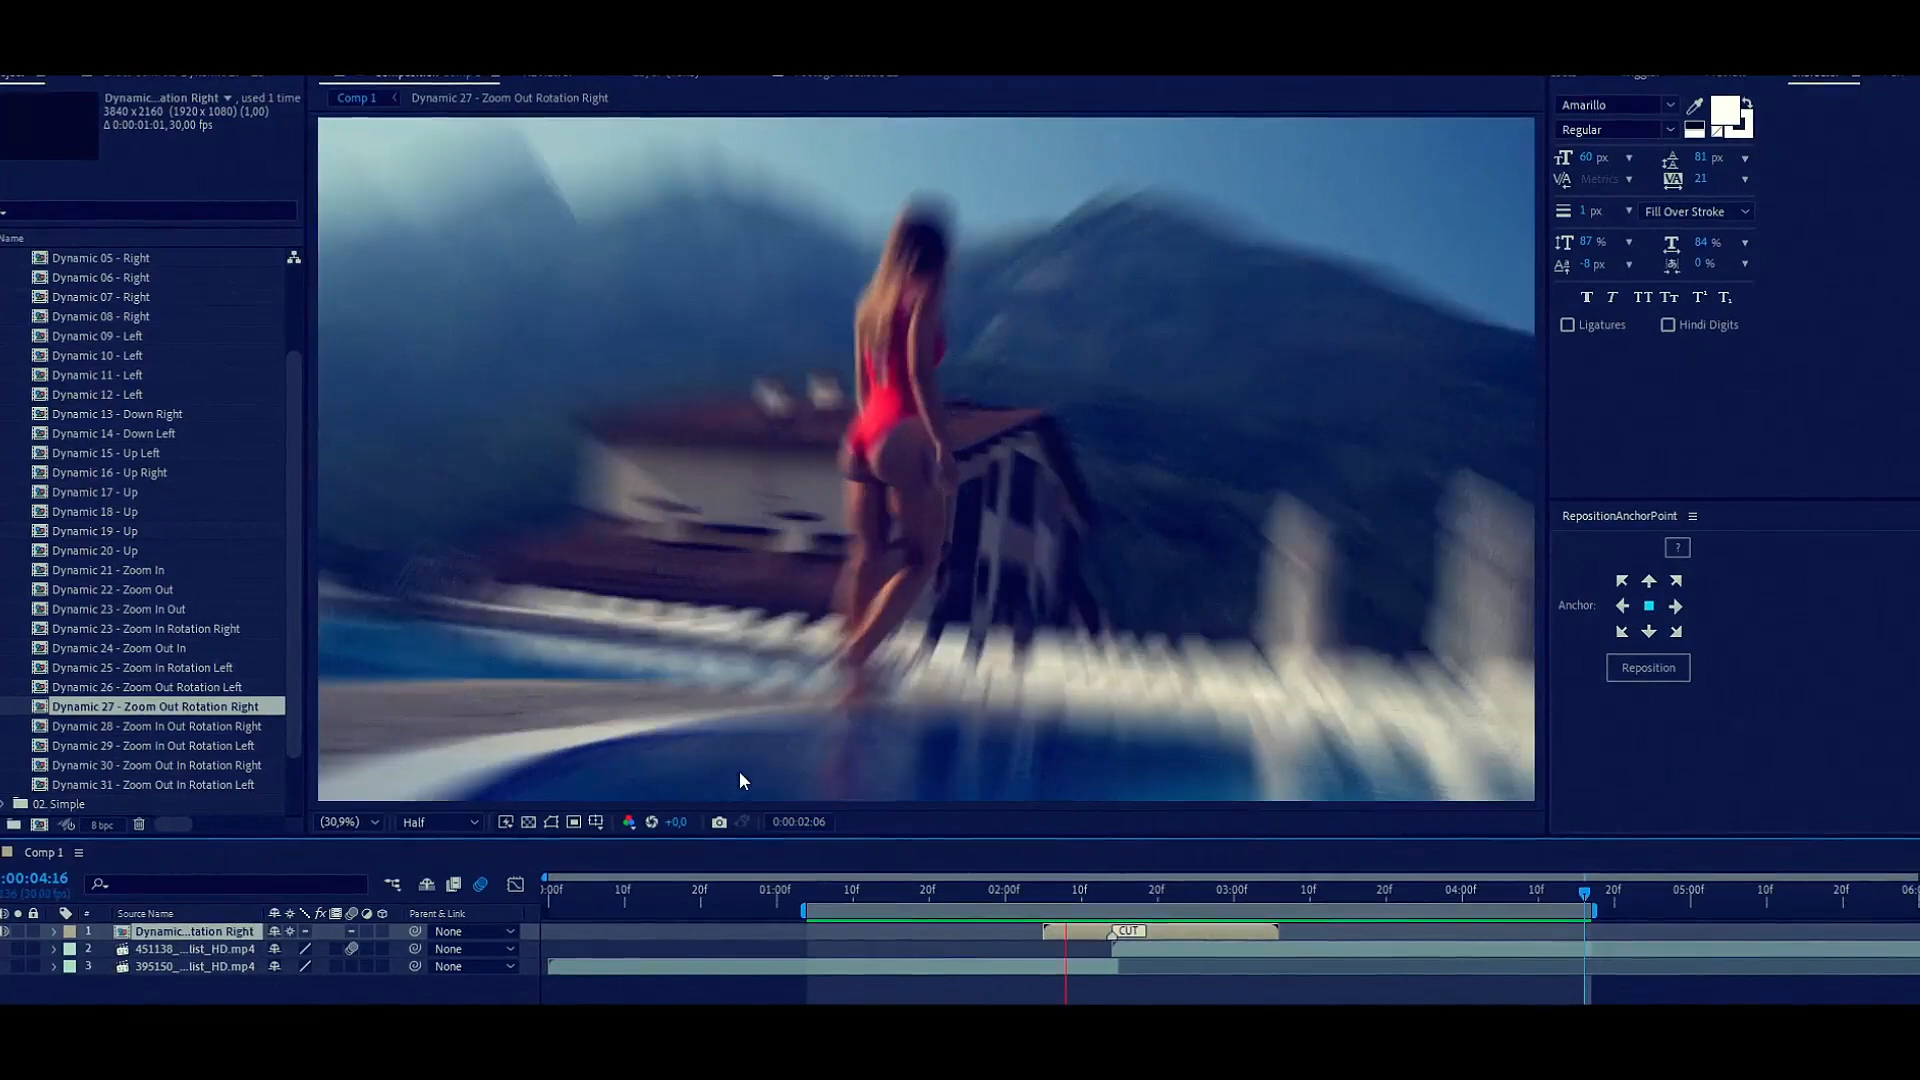 Dynamic...ation Right, used 1 time
3840 x 2160 (1920 x 1080) (1,00)
Δ 0:00:01:01, 30,00 fps
Comp 1
Dynamic 27 - Zoom Out Rotation Right
Name
Dynamic 05 - Right
Dynamic 06 - Right
Dynamic 07 - Right
Dynamic 08 - Right
Dynamic 09 - Left
Dynamic 10 - Left
Dynamic 11 - Left
Dynamic 12 - Left
Dynamic 13 - Down Right
Dynamic 14 - Down Left
Dynamic 15 - Up Left
Dynamic 16 - Up Right
Dynamic 17 - Up
Dynamic 18 - Up
Dynamic 19 - Up
Dynamic 20 - Up
Dynamic 21 - Zoom In
Dynamic 22 - Zoom Out
Dynamic 23 - Zoom In Out
Dynamic 23 - Zoom In Rotation Right
Dynamic 24 - Zoom Out In
Dynamic 25 - Zoom In Rotation Left
Dynamic 26 - Zoom Out Rotation Left
Dynamic 27 - Zoom Out Rotation Right
Dynamic 28 - Zoom In Out Rotation Right
Dynamic 29 - Zoom In Out Rotation Left
Dynamic 30 - Zoom Out In Rotation Right
Dynamic 31 - Zoom Out In Rotation Left
02. Simple
8 bpc
(30,9%)
Half
+0,0
0:00:02:06
Amarillo
Regular
60 px
81 px
Metrics
21
1 px
Fill Over Stroke
87 %
84 %
-8 px
0 %
T T TT Tt T¹ T₁
Ligatures
Hindi Digits
RepositionAnchorPoint
?
Anchor:
Reposition
Comp 1
:00:04:16
(30.00 fps)
:00f 10f 20f 01:00f 10f 20f 02:00f 10f 20f 03:00f 10f 20f 04:00f 10f 20f 05:00f 10f 20f 06:0
# Source Name fx Parent & Link
1 Dynamic...tation Right None
CUT
2 451138_...list_HD.mp4 None
3 395150_...list_HD.mp4 None